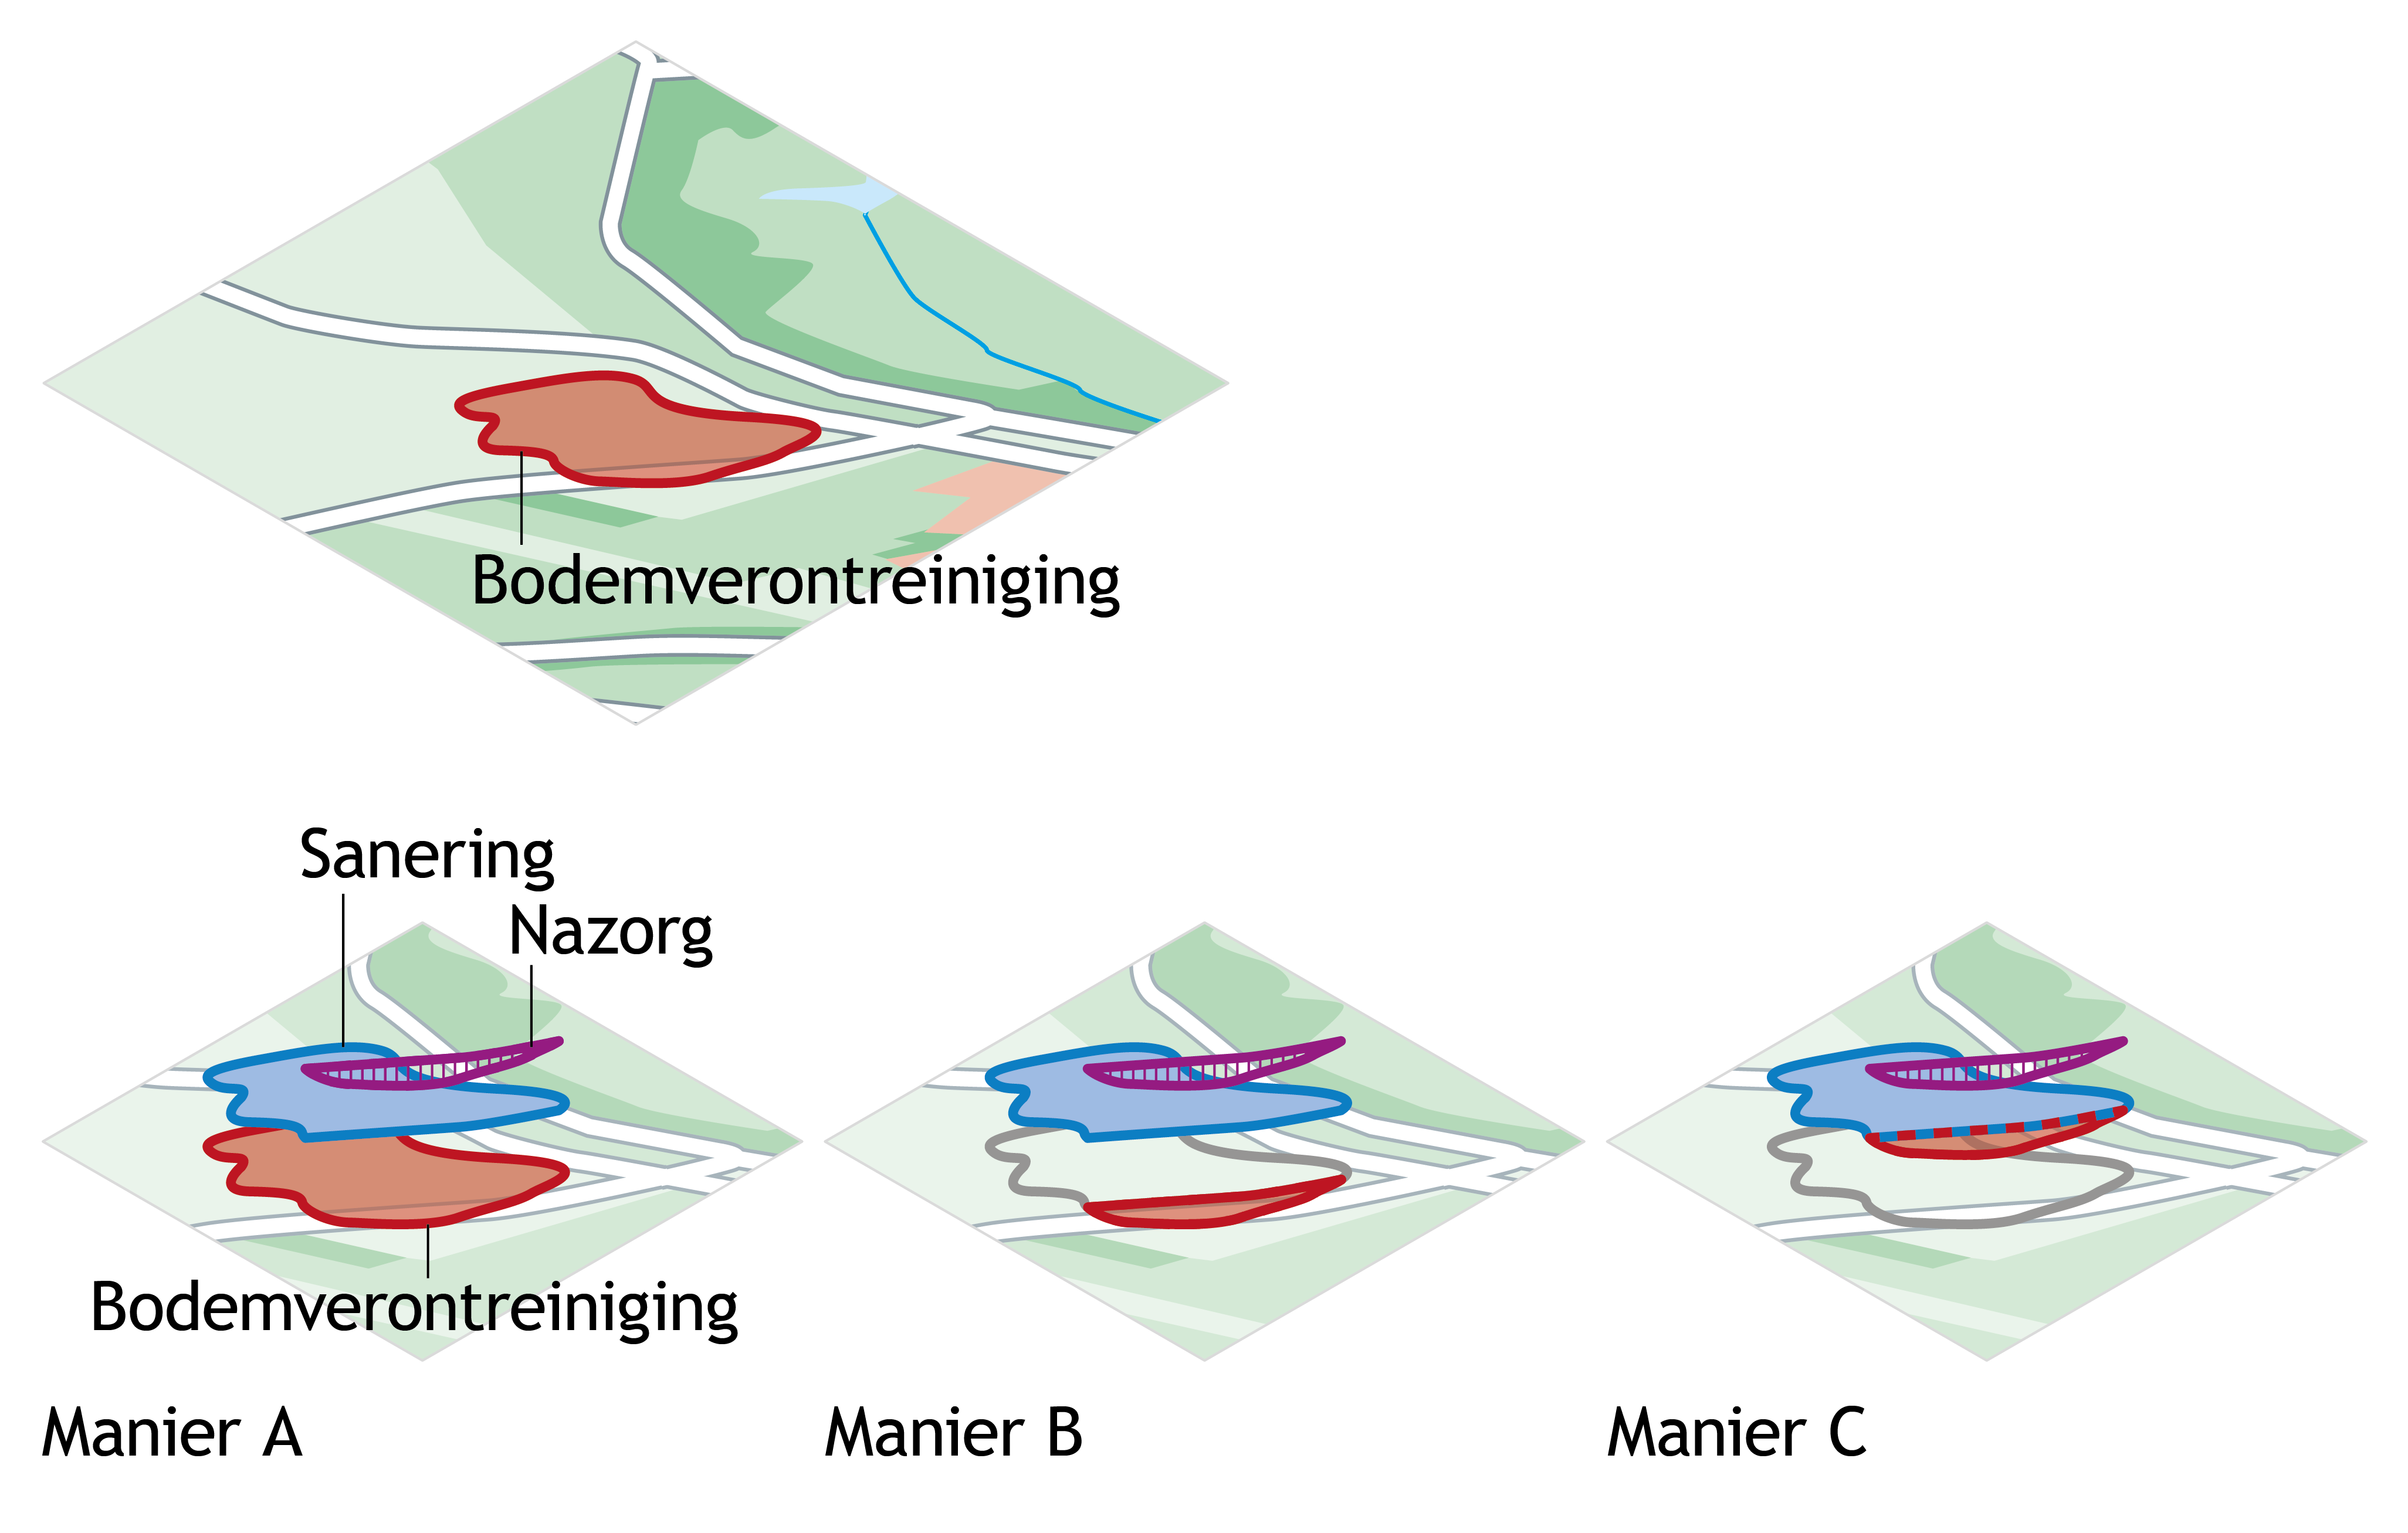 Bodemverontreiniging
Sanering
Nazorg
Bodemverontreiniging
Manier A
Manier B
Manier C